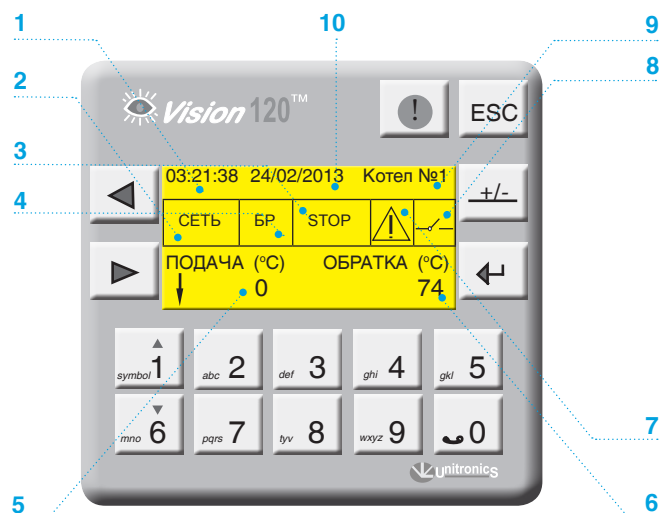 1
10
9
2
8
Vision 120™
!
ESC
3
03:21:38 24/02/2013 Котел №1
+/-
4
СЕТЬ БР STOP
ПОДАЧА (°C) ОБРАТКА (°C)
0 74
symbol 1 abc 2 def 3 ghi 4 gkl 5
mno 6 pqrs 7 tyv 8 wxyz 9 0
7
Unitronics
5
6